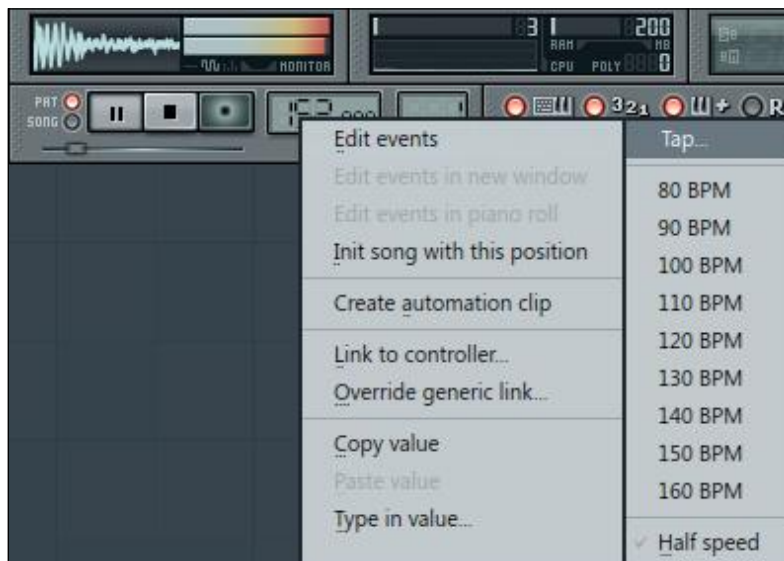 3
200
RAM
MB
CPU
POLY
0
MONITOR
PAT
SONG
321
R
Edit events
Edit events in new window
Edit events in piano roll
Init song with this position
Create automation clip
Link to controller...
Override generic link...
Copy value
Paste value
Type in value...
Tap...
80 BPM
90 BPM
100 BPM
110 BPM
120 BPM
130 BPM
140 BPM
150 BPM
160 BPM
Half speed